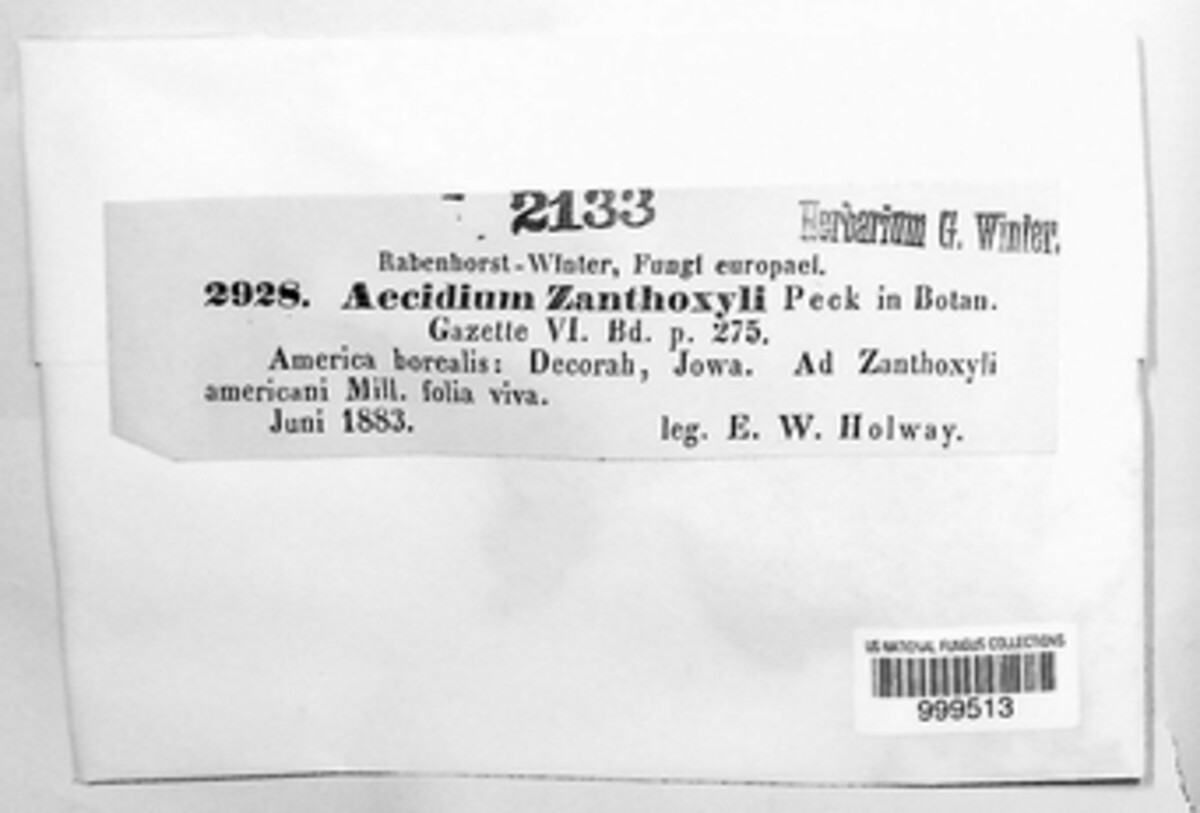 2133
Herbarium G. Winter.
Rabenhorst-Winter, Fungi europaei.
2928. Aecidium Zanthoxyli Peck in Botan.
Gazette VI. Bd. p. 275.
America borealis: Decorah, Jowa. Ad Zanthoxyli
americani Mill. folia viva.
Juni 1883. leg. E. W. Holway.
US NATIONAL FUNGUS COLLECTIONS
999513